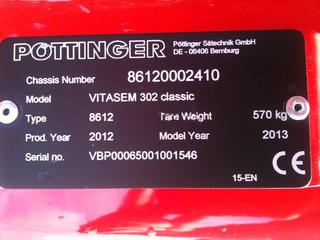 PÖTTINGER Pöttinger Sätechnik GmbH
DE - 06406 Bernburg
Chassis Number 86120002410
Model VITASEM 302 classic
Type 8612 Tare Weight 570 kg
Prod. Year 2012 Model Year 2013
Serial no. VBP00065001001546 CE
15-EN